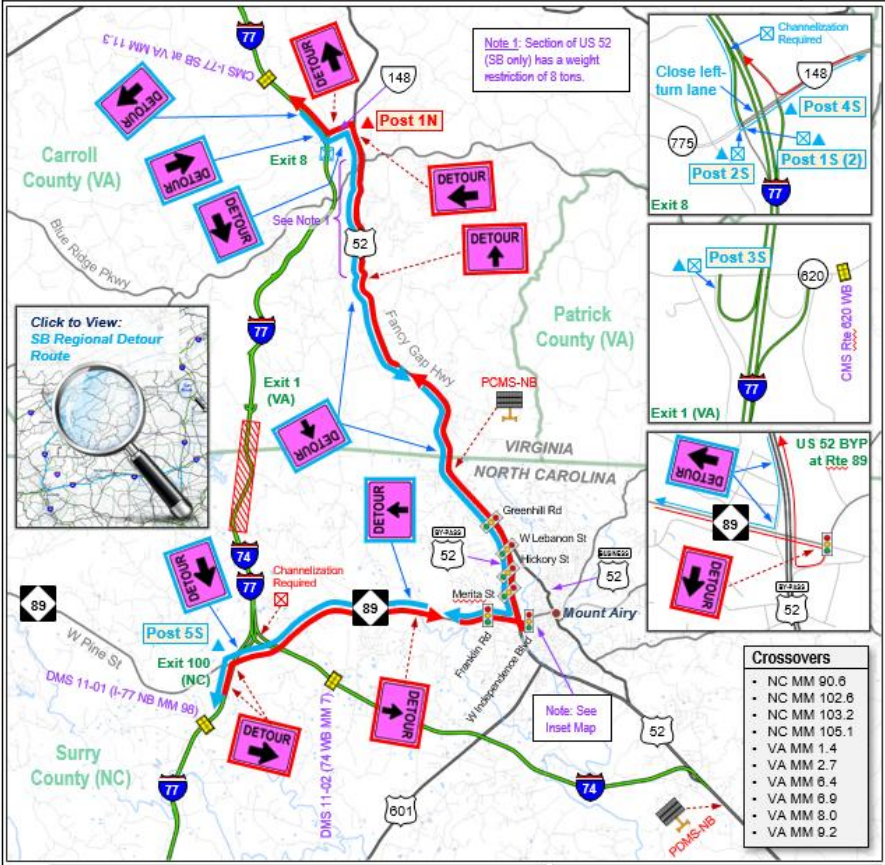 77
CMS I-77 SB at VA MM 11.3
DETOUR
148
Note 1: Section of US 52
(SB only) has a weight
restriction of 8 tons.
DETOUR
Post 1N
Carroll
County (VA)
DETOUR
Exit 8
DETOUR
DETOUR
See Note 1
52
DETOUR
Blue Ridge Pkwy
Patrick
County (VA)
Click to View:
SB Regional Detour
Route
77
Exit 1
(VA)
Fancy Gap Hwy
PCMS-NB
DETOUR
VIRGINIA
NORTH CAROLINA
DETOUR
Greenhill Rd
W Lebanon St
Hickory St
BY-PASS
52
BUSINESS
52
Merita St
Mount Airy
74
77
Channelization
Required
DETOUR
89
89
W Pine St
Post 5S
Exit 100
(NC)
Franklin Rd
W Independence Blvd
DETOUR
DMS 11-01 (I-77 NB MM 98)
DMS 11-02 (74 WB MM 7)
DETOUR
Note: See
Inset Map
Surry
County (NC)
77
601
74
52
PDMS-NB
Channelization
Required
148
Close left-
turn lane
Post 4S
775
Post 2S
Post 1S (2)
77
Exit 8
Post 3S
620
CMS Rte 620 WB
77
Exit 1 (VA)
US 52 BYP
at Rte 89
DETOUR
89
DETOUR
BY-PASS
52
Crossovers
• NC MM 90.6
• NC MM 102.6
• NC MM 103.2
• NC MM 105.1
• VA MM 1.4
• VA MM 2.7
• VA MM 6.4
• VA MM 6.9
• VA MM 8.0
• VA MM 9.2